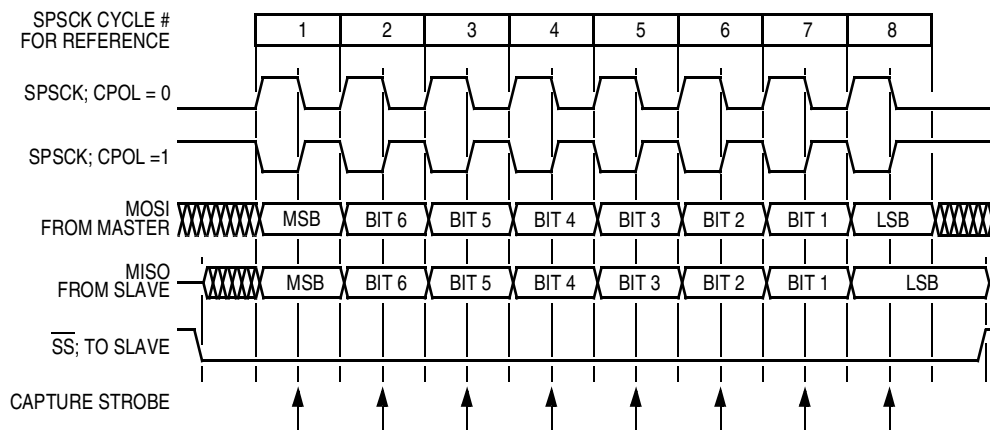 SPSCK CYCLE #
FOR REFERENCE
1 2 3 4 5 6 7 8
SPSCK; CPOL = 0
SPSCK; CPOL =1
MOSI
FROM MASTER
MSB BIT 6 BIT 5 BIT 4 BIT 3 BIT 2 BIT 1 LSB
MISO
FROM SLAVE
MSB BIT 6 BIT 5 BIT 4 BIT 3 BIT 2 BIT 1 LSB
SS; TO SLAVE
CAPTURE STROBE